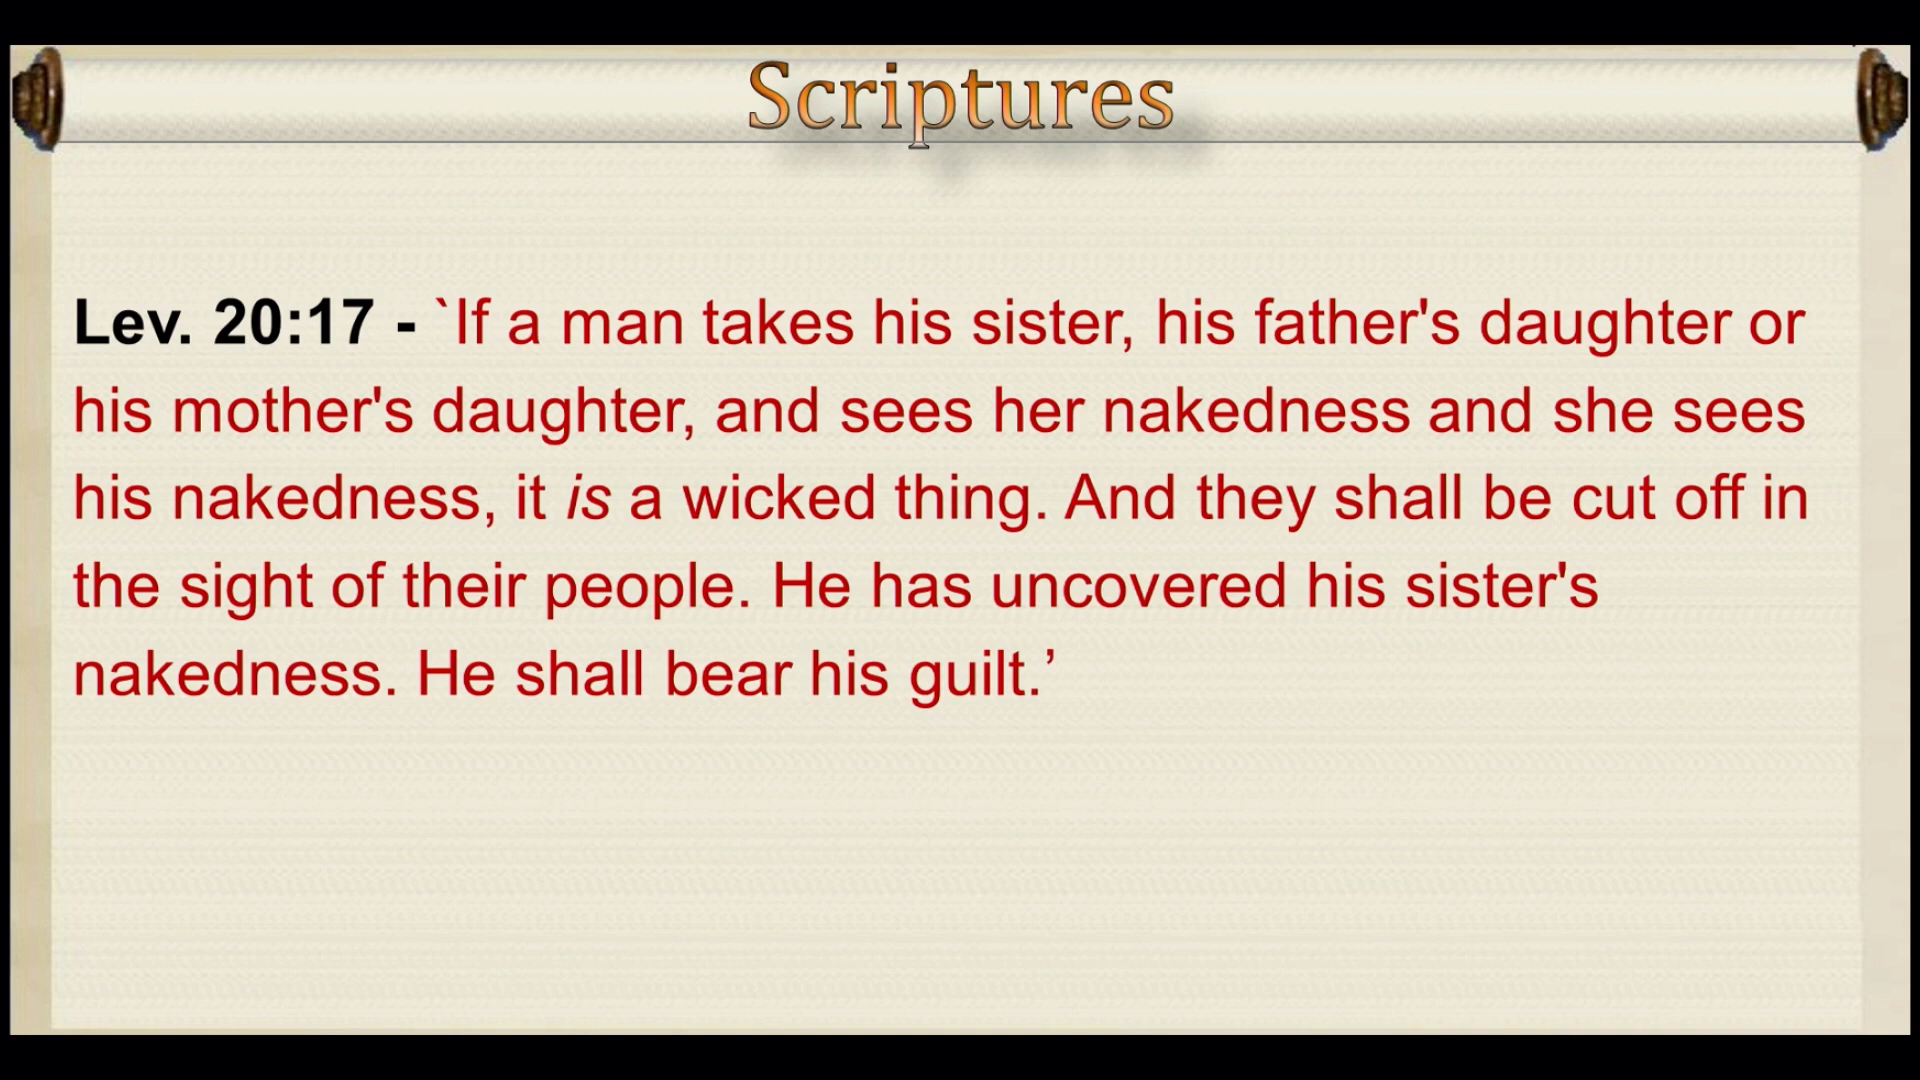 Scriptures
Lev. 20:17 - `If a man takes his sister, his father's daughter or
his mother's daughter, and sees her nakedness and she sees
his nakedness, it is a wicked thing. And they shall be cut off in
the sight of their people. He has uncovered his sister's
nakedness. He shall bear his guilt.’